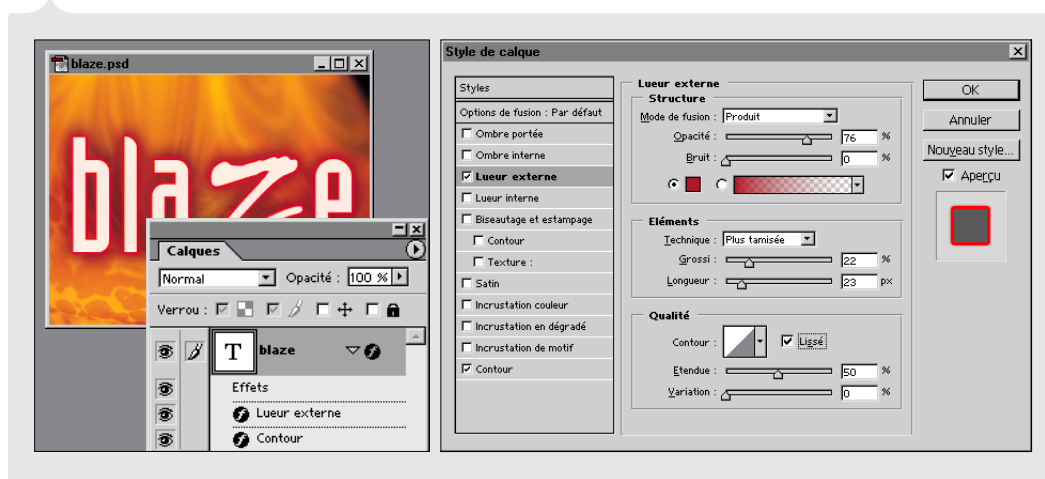 blaze.psd
blaze
Calques
Normal
Opacité : 100 %
Verrou :
T blaze
Effets
Lueur externe
Contour
Style de calque
Styles
Options de fusion : Par défaut
Ombre portée
Ombre interne
Lueur externe
Lueur interne
Biseautage et estampage
Contour
Texture :
Satin
Incrustation couleur
Incrustation en dégradé
Incrustation de motif
Contour
Lueur externe
Structure
Mode de fusion : Produit
Opacité : 76 %
Bruit : 0 %
Eléments
Technique : Plus tamisée
Grossi : 22 %
Longueur : 23 px
Qualité
Contour : Lissé
Etendue : 50 %
Variation : 0 %
OK
Annuler
Nouveau style...
Aperçu